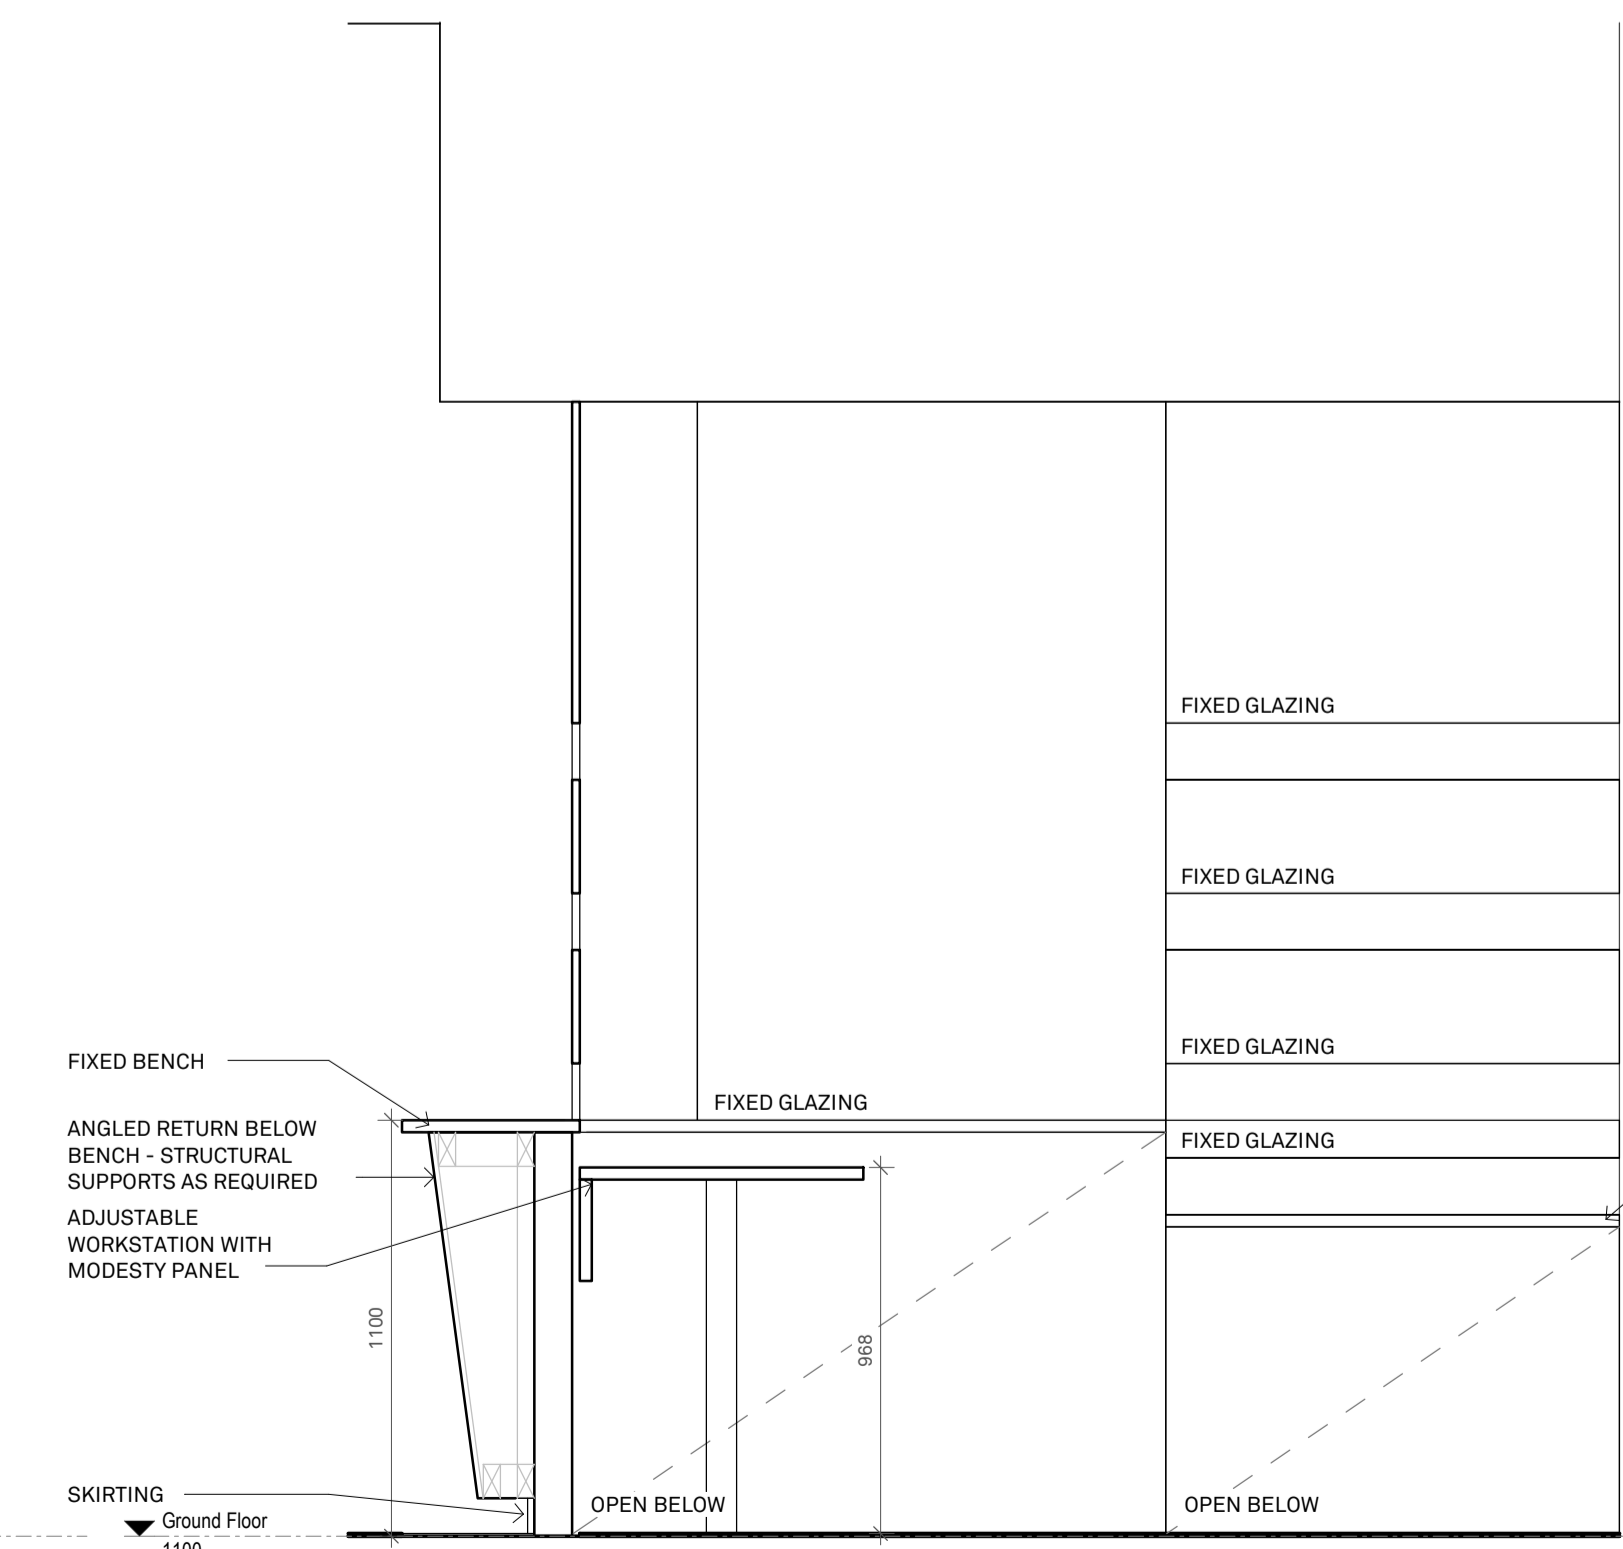 FIXED GLAZING
FIXED GLAZING
FIXED GLAZING
FIXED BENCH
FIXED GLAZING
ANGLED RETURN BELOW
BENCH - STRUCTURAL
SUPPORTS AS REQUIRED
FIXED GLAZING
ADJUSTABLE
WORKSTATION WITH
MODESTY PANEL
1100
968
SKIRTING
OPEN BELOW
OPEN BELOW
Ground Floor
1100